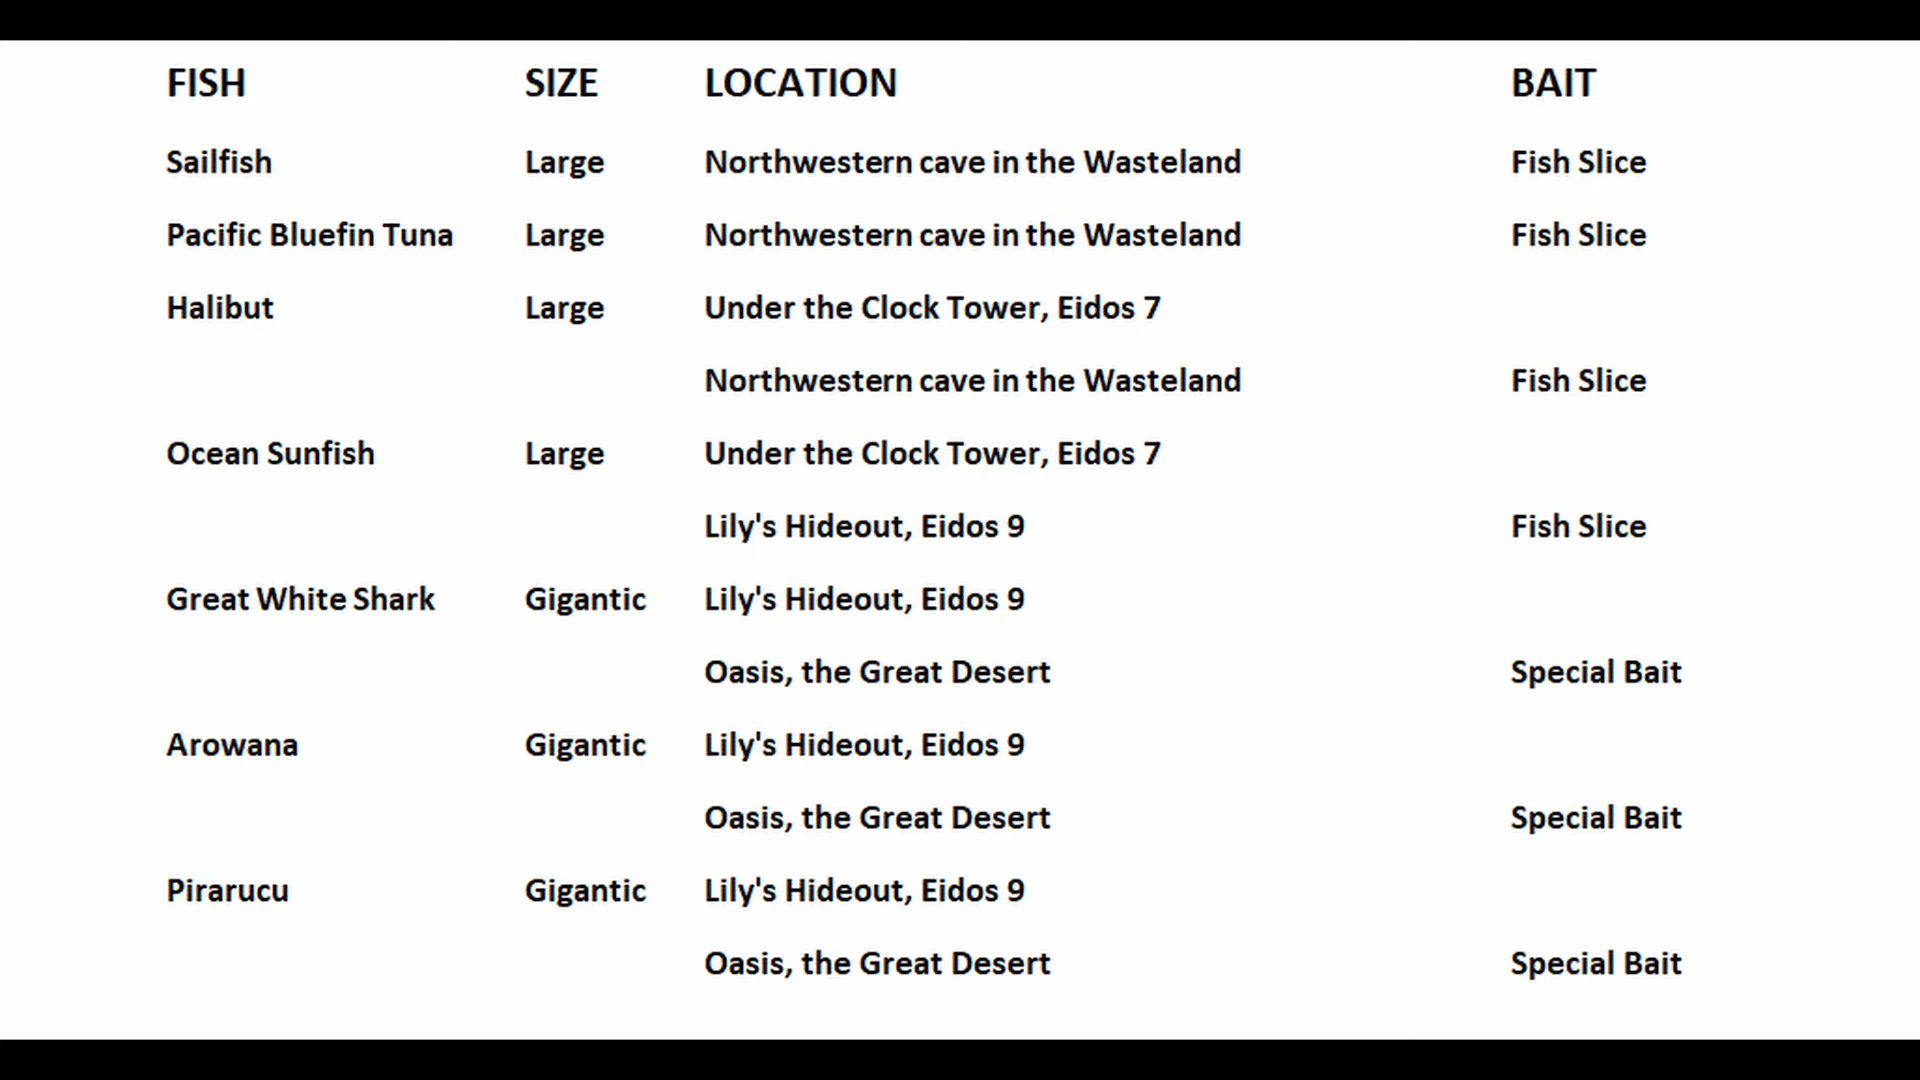 FISH SIZE LOCATION BAIT
Sailfish Large Northwestern cave in the Wasteland Fish Slice
Pacific Bluefin Tuna Large Northwestern cave in the Wasteland Fish Slice
Halibut Large Under the Clock Tower, Eidos 7
Northwestern cave in the Wasteland Fish Slice
Ocean Sunfish Large Under the Clock Tower, Eidos 7
Lily's Hideout, Eidos 9 Fish Slice
Great White Shark Gigantic Lily's Hideout, Eidos 9
Oasis, the Great Desert Special Bait
Arowana Gigantic Lily's Hideout, Eidos 9
Oasis, the Great Desert Special Bait
Pirarucu Gigantic Lily's Hideout, Eidos 9
Oasis, the Great Desert Special Bait